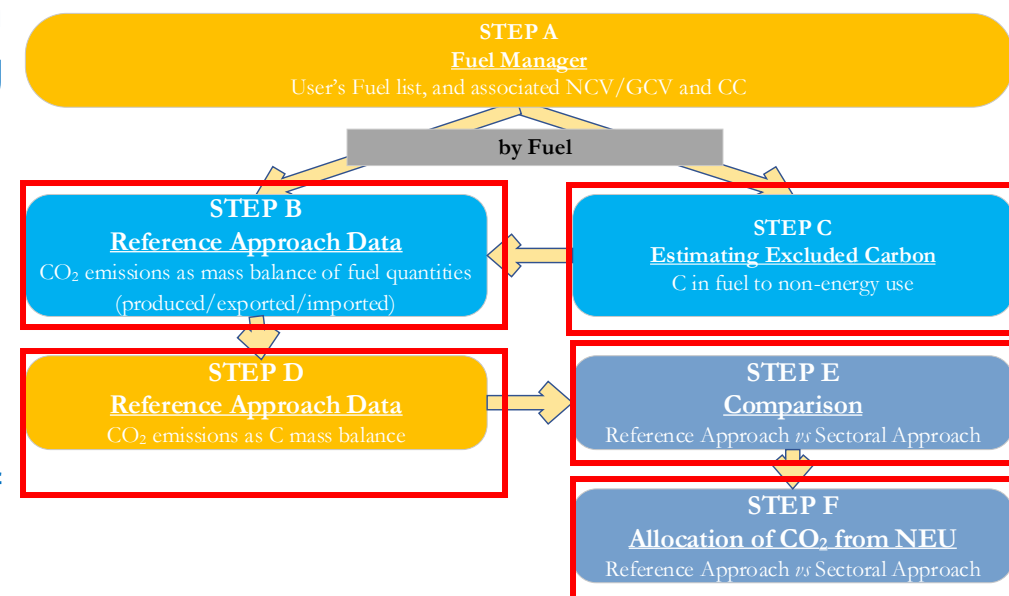 STEP A
Fuel Manager
User's Fuel list, and associated NCV/GCV and CC
by Fuel
STEP B
Reference Approach Data
CO₂ emissions as mass balance of fuel quantities
(produced/exported/imported)
STEP C
Estimating Excluded Carbon
C in fuel to non-energy use
STEP D
Reference Approach Data
CO₂ emissions as C mass balance
STEP E
Comparison
Reference Approach vs Sectoral Approach
STEP F
Allocation of CO₂ from NEU
Reference Approach vs Sectoral Approach